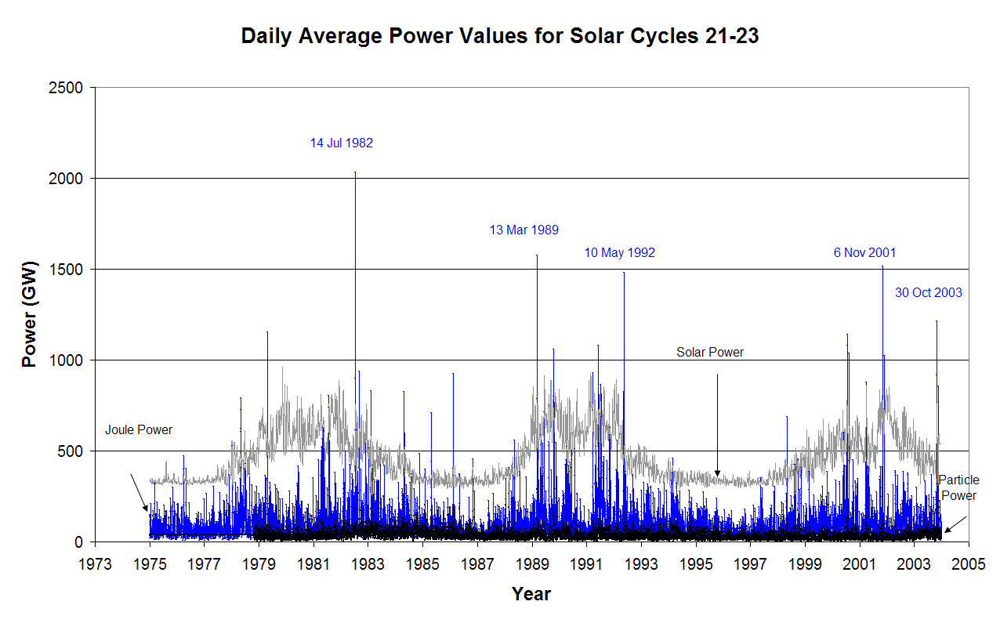 Daily Average Power Values for Solar Cycles 21-23
2500
2000
1500
1000
500
0
Power (GW)
14 Jul 1982
13 Mar 1989
10 May 1992
6 Nov 2001
30 Oct 2003
Solar Power
Joule Power
Particle
Power
1973 1975 1977 1979 1981 1983 1985 1987 1989 1991 1993 1995 1997 1999 2001 2003 2005
Year